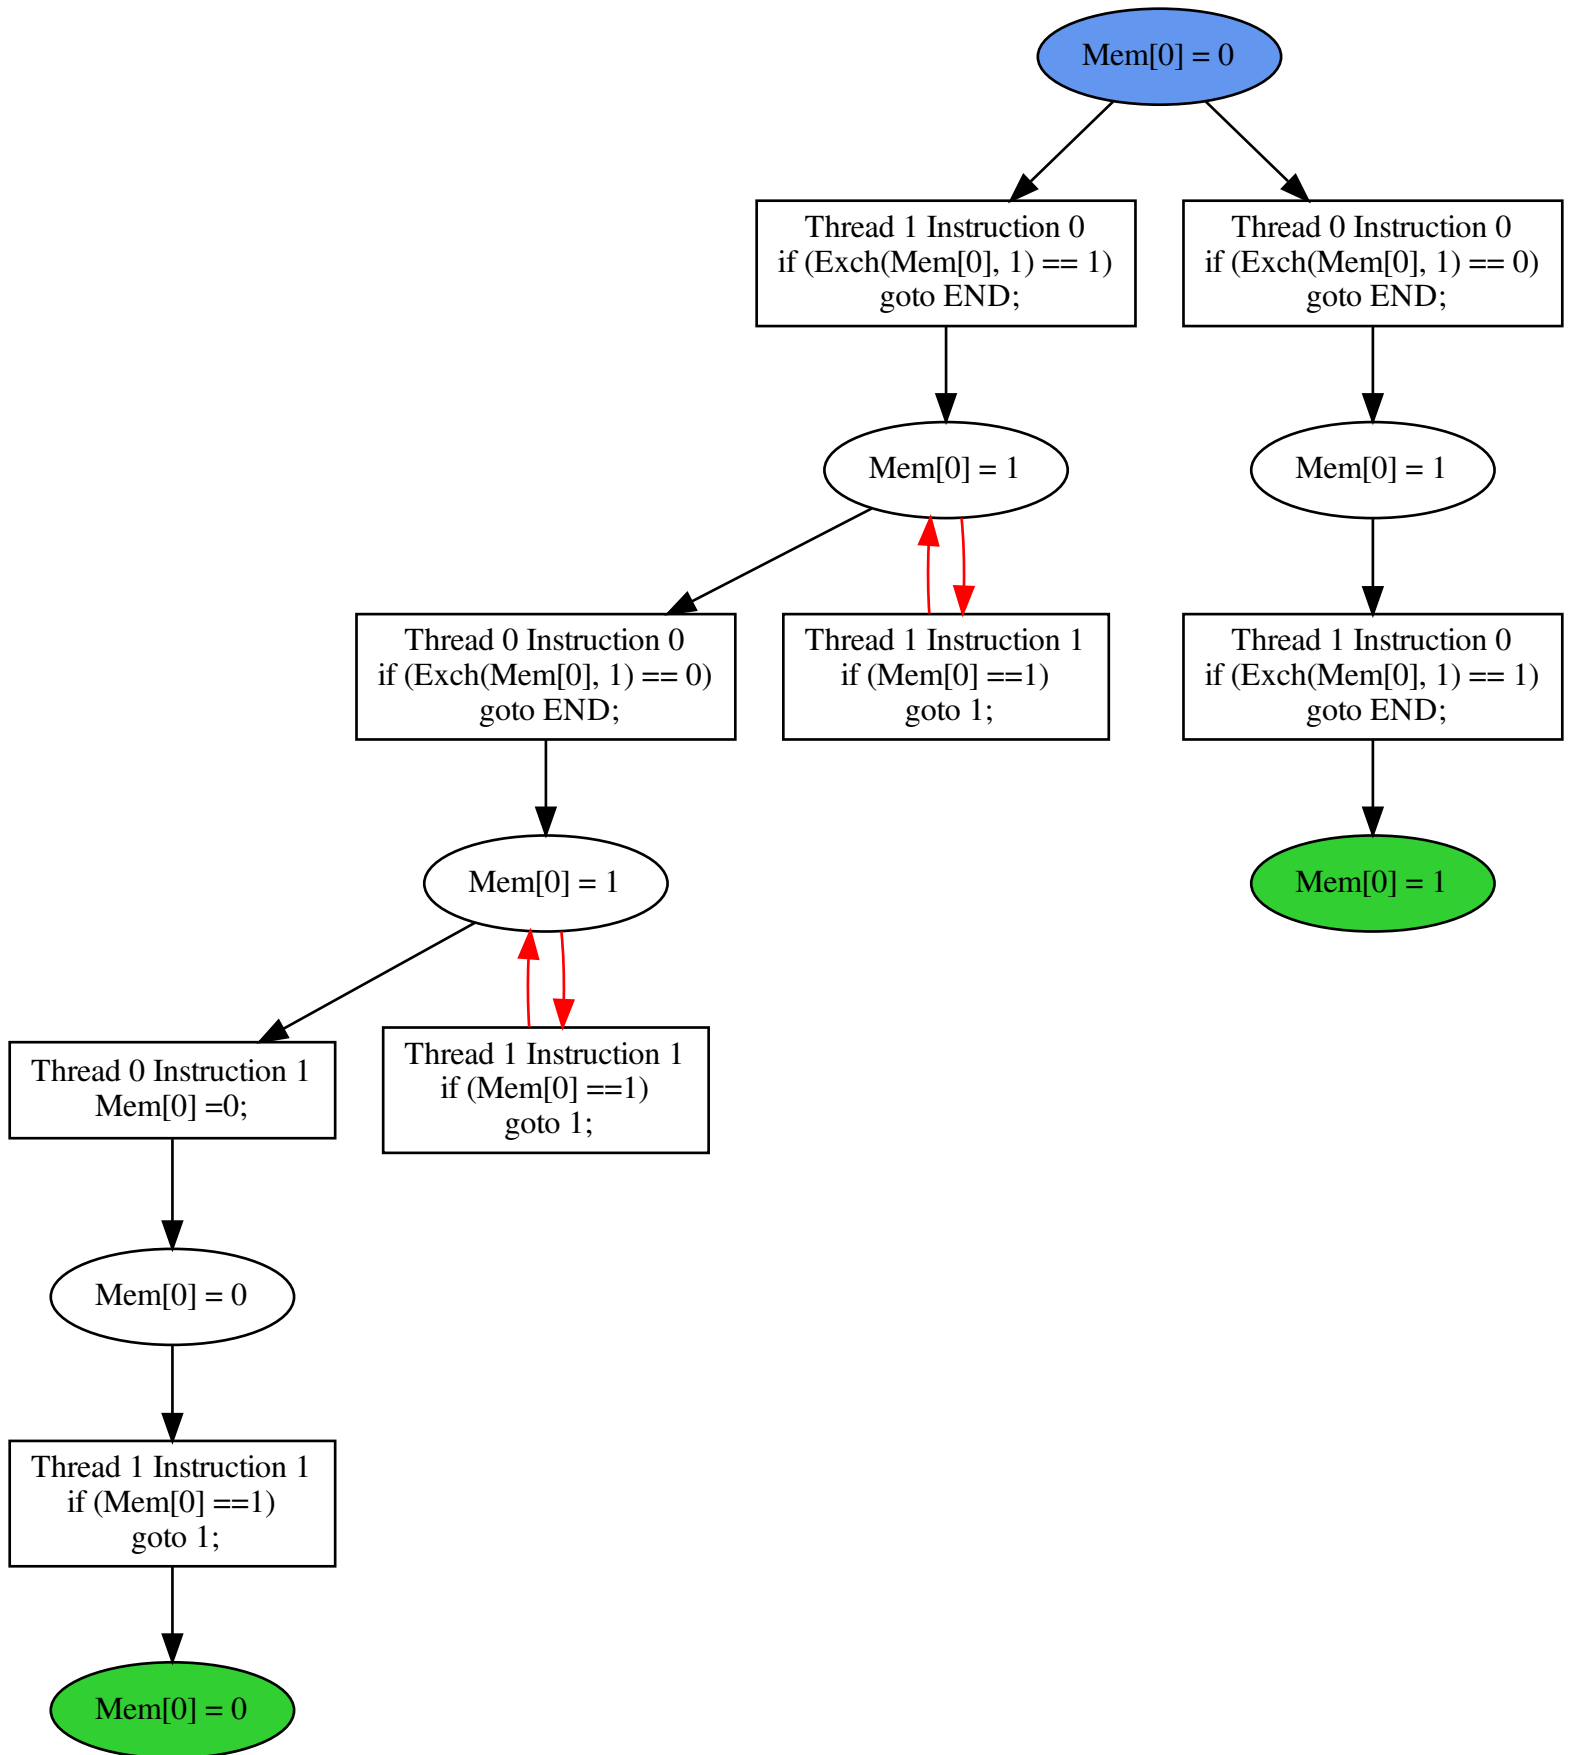 Mem[0] = 0
Thread 1 Instruction 0
if (Exch(Mem[0], 1) == 1)
goto END;
Thread 0 Instruction 0
if (Exch(Mem[0], 1) == 0)
goto END;
Mem[0] = 1
Mem[0] = 1
Thread 0 Instruction 0
if (Exch(Mem[0], 1) == 0)
goto END;
Thread 1 Instruction 1
if (Mem[0] ==1)
goto 1;
Thread 1 Instruction 0
if (Exch(Mem[0], 1) == 1)
goto END;
Mem[0] = 1
Mem[0] = 1
Thread 0 Instruction 1
Mem[0] =0;
Thread 1 Instruction 1
if (Mem[0] ==1)
goto 1;
Mem[0] = 0
Thread 1 Instruction 1
if (Mem[0] ==1)
goto 1;
Mem[0] = 0